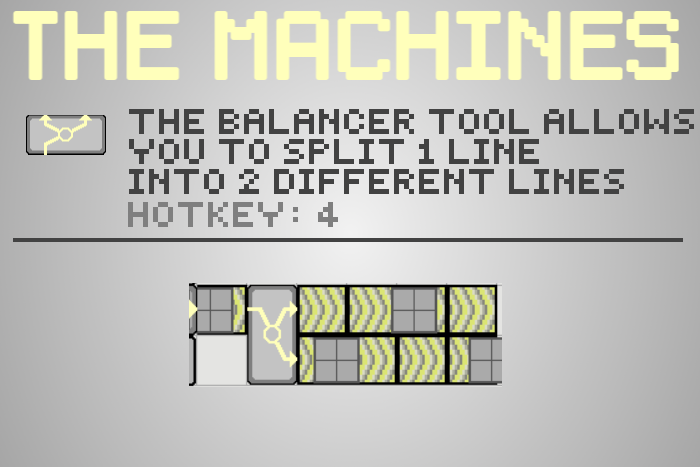 THE MACHINES
THE BALANCER TOOL ALLOWS
YOU TO SPLIT 1 LINE
INTO 2 DIFFERENT LINES
HOTKEY: 4